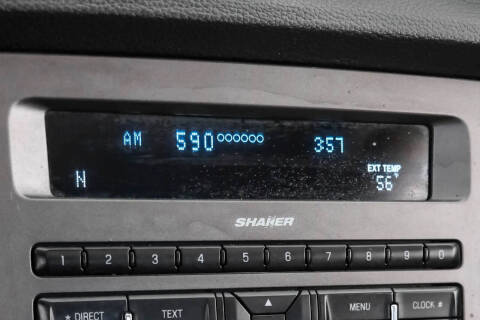 AM 590°°°°°° 3:57
EXT TEMP
N 56°
SHAKER
1 2 3 4 5 6 7 8 9 0
* DIRECT TEXT ▲ MENU CLOCK #